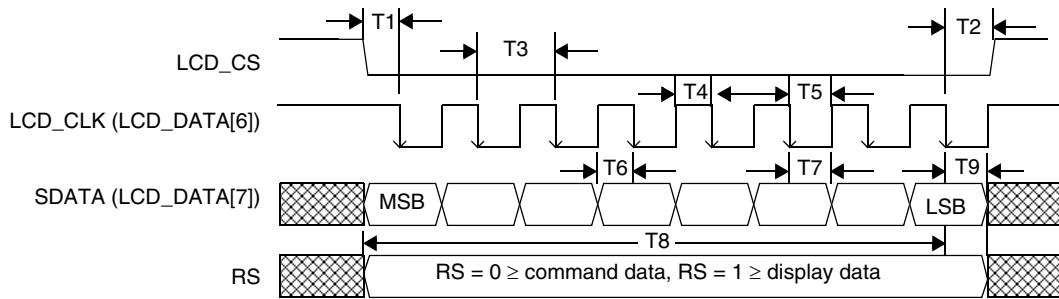 T1
T2
T3
LCD_CS
T4
T5
LCD_CLK (LCD_DATA[6])
T6
T7
T9
SDATA (LCD_DATA[7])
MSB
LSB
T8
RS
RS = 0 ≥ command data, RS = 1 ≥ display data